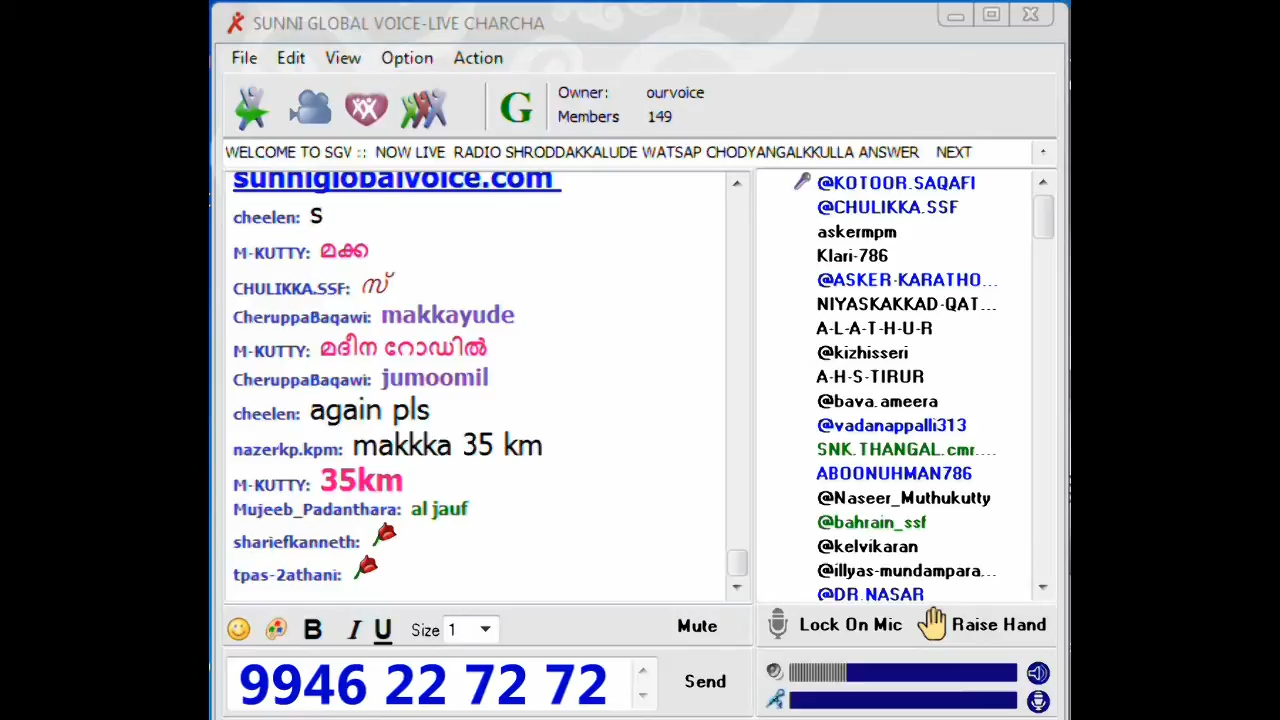 SUNNI GLOBAL VOICE-LIVE CHARCHA
File Edit View Option Action
G
Owner: ourvoice
Members 149
WELCOME TO SGV :: NOW LIVE RADIO SHRODDAKKALUDE WATSAP CHODYANGALKKULLA ANSWER NEXT
sunniglobalvoice.com
cheelen: S
M-KUTTY: മക്ക
CHULIKKA.SSF: സ്
CheruppaBaqawi: makkayude
M-KUTTY: മദീന റോഡില്‍
CheruppaBaqawi: jumoomil
cheelen: again pls
nazerkp.kpm: makkka 35 km
M-KUTTY: 35km
Mujeeb_Padanthara: al jauf
shariefkanneth:
tpas-2athani:
@KOTOOR.SAQAFI
@CHULIKKA.SSF
askermpm
Klari-786
@ASKER-KARATHO...
NIYASKAKKAD-QAT...
A-L-A-T-H-U-R
@kizhisseri
A-H-S-TIRUR
@bava.ameera
@vadanappalli313
SNK.THANGAL.cmr....
ABOONUHMAN786
@Naseer_Muthukutty
@bahrain_ssf
@kelvikaran
@illyas-mundampara...
@DR.NASAR
B I U Size 1 Mute
Lock On Mic Raise Hand
9946 22 72 72 Send